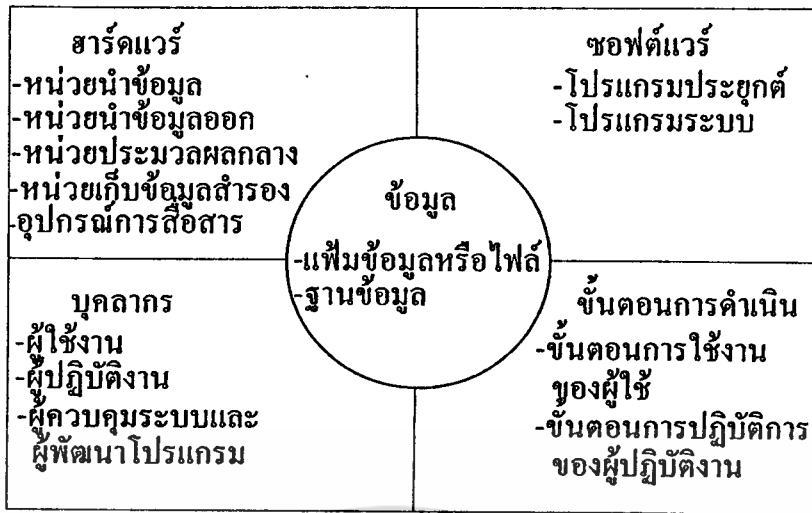 ฮาร์ดแวร์
-หน่วยนำข้อมูล
-หน่วยนำข้อมูลออก
-หน่วยประมวลผลกลาง
-หน่วยเก็บข้อมูลสำรอง
-อุปกรณ์การสื่อสาร
ซอฟต์แวร์
-โปรแกรมประยุกต์
-โปรแกรมระบบ
ข้อมูล
-แฟ้มข้อมูลหรือไฟล์
-ฐานข้อมูล
บุคลากร
-ผู้ใช้งาน
-ผู้ปฏิบัติงาน
-ผู้ควบคุมระบบและ
ผู้พัฒนาโปรแกรม
ขั้นตอนการดำเนิน
-ขั้นตอนการใช้งาน
ของผู้ใช้
-ขั้นตอนการปฏิบัติการ
ของผู้ปฏิบัติงาน